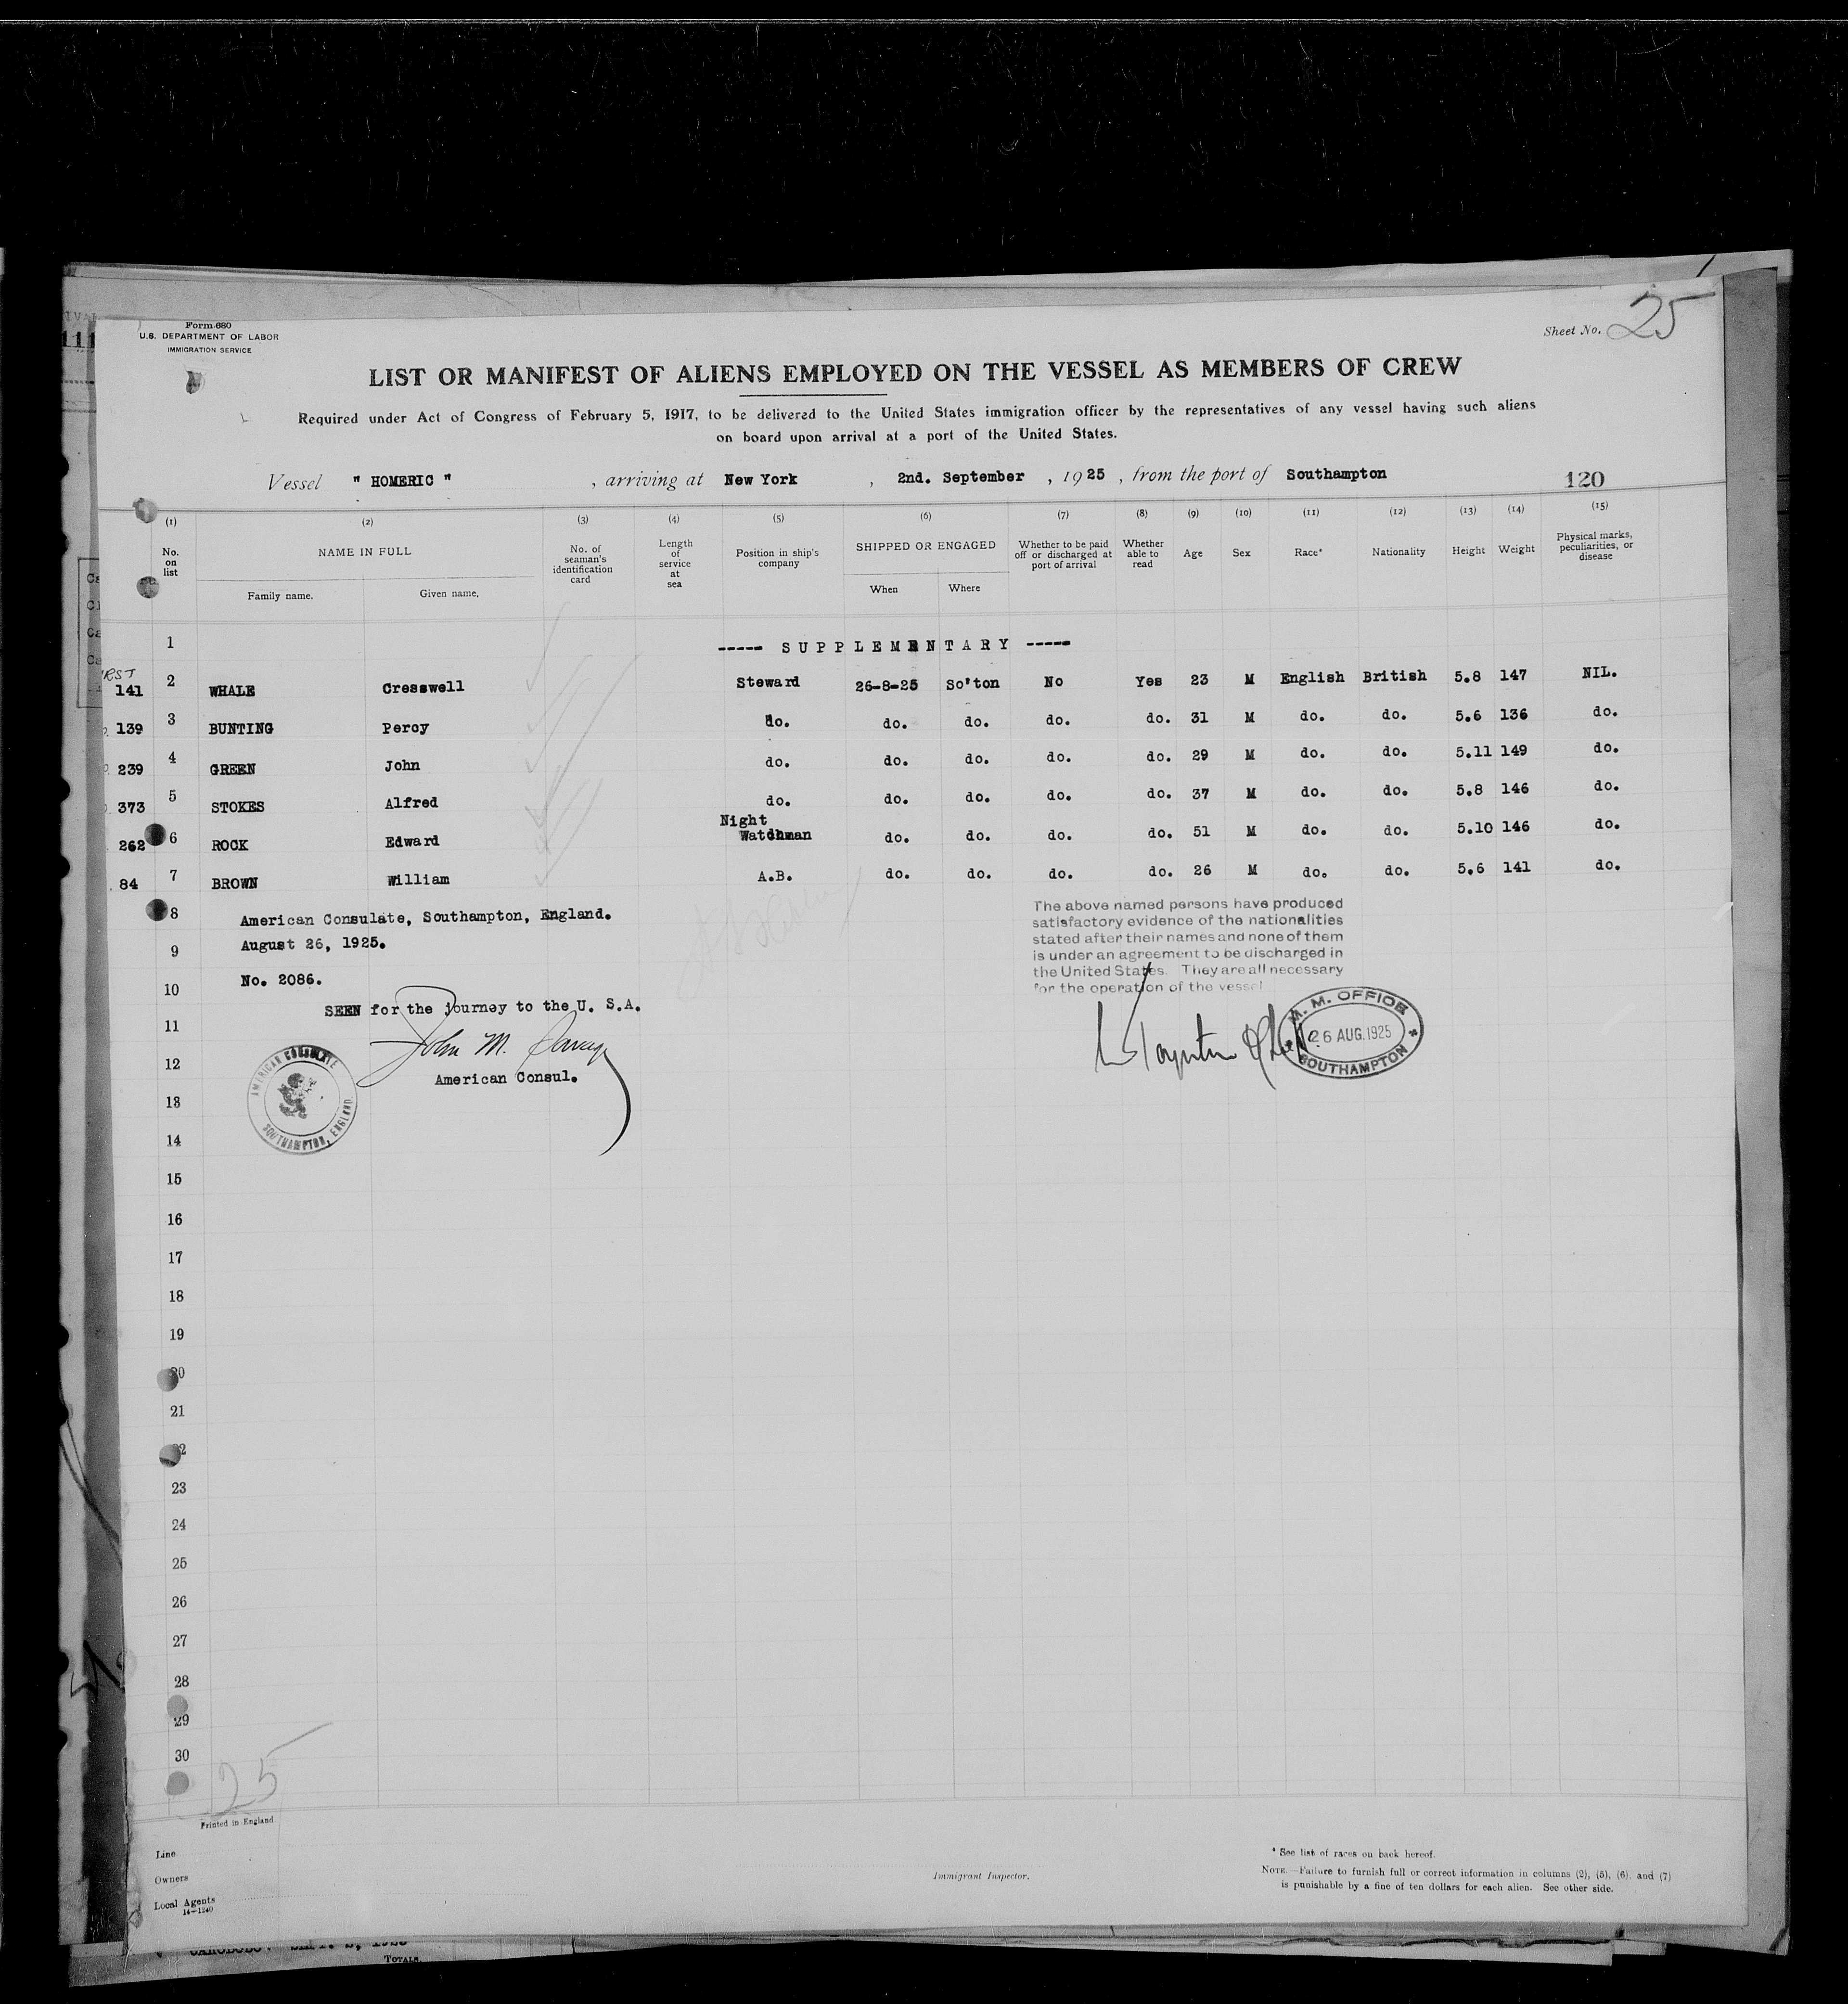 Form 680
U.S. DEPARTMENT OF LABOR
IMMIGRATION SERVICE
Sheet No. 25
LIST OR MANIFEST OF ALIENS EMPLOYED ON THE VESSEL AS MEMBERS OF CREW
Required under Act of Congress of February 5, 1917, to be delivered to the United States immigration officer by the representatives of any vessel having such aliens
on board upon arrival at a port of the United States.
Vessel " HOMERIC " , arriving at New York , 2nd. September , 1925 , from the port of Southampton
120
(1) (2) (3) (4) (5) (6) (7) (8) (9) (10) (11) (12) (13) (14) (15)
No. on list NAME IN FULL Family name. Given name. No. of seaman's identification card Length of service at sea Position in ship's company SHIPPED OR ENGAGED When Where Whether to be paid off or discharged at port of arrival Whether able to read Age Sex Race* Nationality Height Weight Physical marks, peculiarities, or disease
1 ----- SUPPLEMENTARY -----
141 2 WHALE Cresswell Steward 26-8-25 So'ton No Yes 23 M English British 5.8 147 NIL.
139 3 BUNTING Percy do. do. do. do. do. 31 M do. do. 5.6 136 do.
239 4 GREEN John do. do. do. do. do. 29 M do. do. 5.11 149 do.
373 5 STOKES Alfred do. do. do. do. do. 37 M do. do. 5.8 146 do.
262 6 ROCK Edward Night Watchman do. do. do. do. 51 M do. do. 5.10 146 do.
84 7 BROWN William A.B. do. do. do. do. 26 M do. do. 5.6 141 do.
8 American Consulate, Southampton, England.
9 August 26, 1925.
10 No. 2086.
SEEN for the journey to the U. S.A.
11
12 American Consul.
AMERICAN CONSULATE
SOUTHAMPTON, ENGLAND
The above named persons have produced
satisfactory evidence of the nationalities
stated after their names and none of them
is under an agreement to be discharged in
the United States. They are all necessary
for the operation of the vessel
M. M. OFFICE
26 AUG. 1925
SOUTHAMPTON
13
14
15
16
17
18
19
20
21
22
23
24
25
26
27
28
29
30
25
Printed in England
Line
Owners
Local Agents
14—1240
Immigrant Inspector.
* See list of races on back hereof.
NOTE.—Failure to furnish full or correct information in columns (2), (5), (6) and (7)
is punishable by a fine of ten dollars for each alien. See other side.
TOTALS